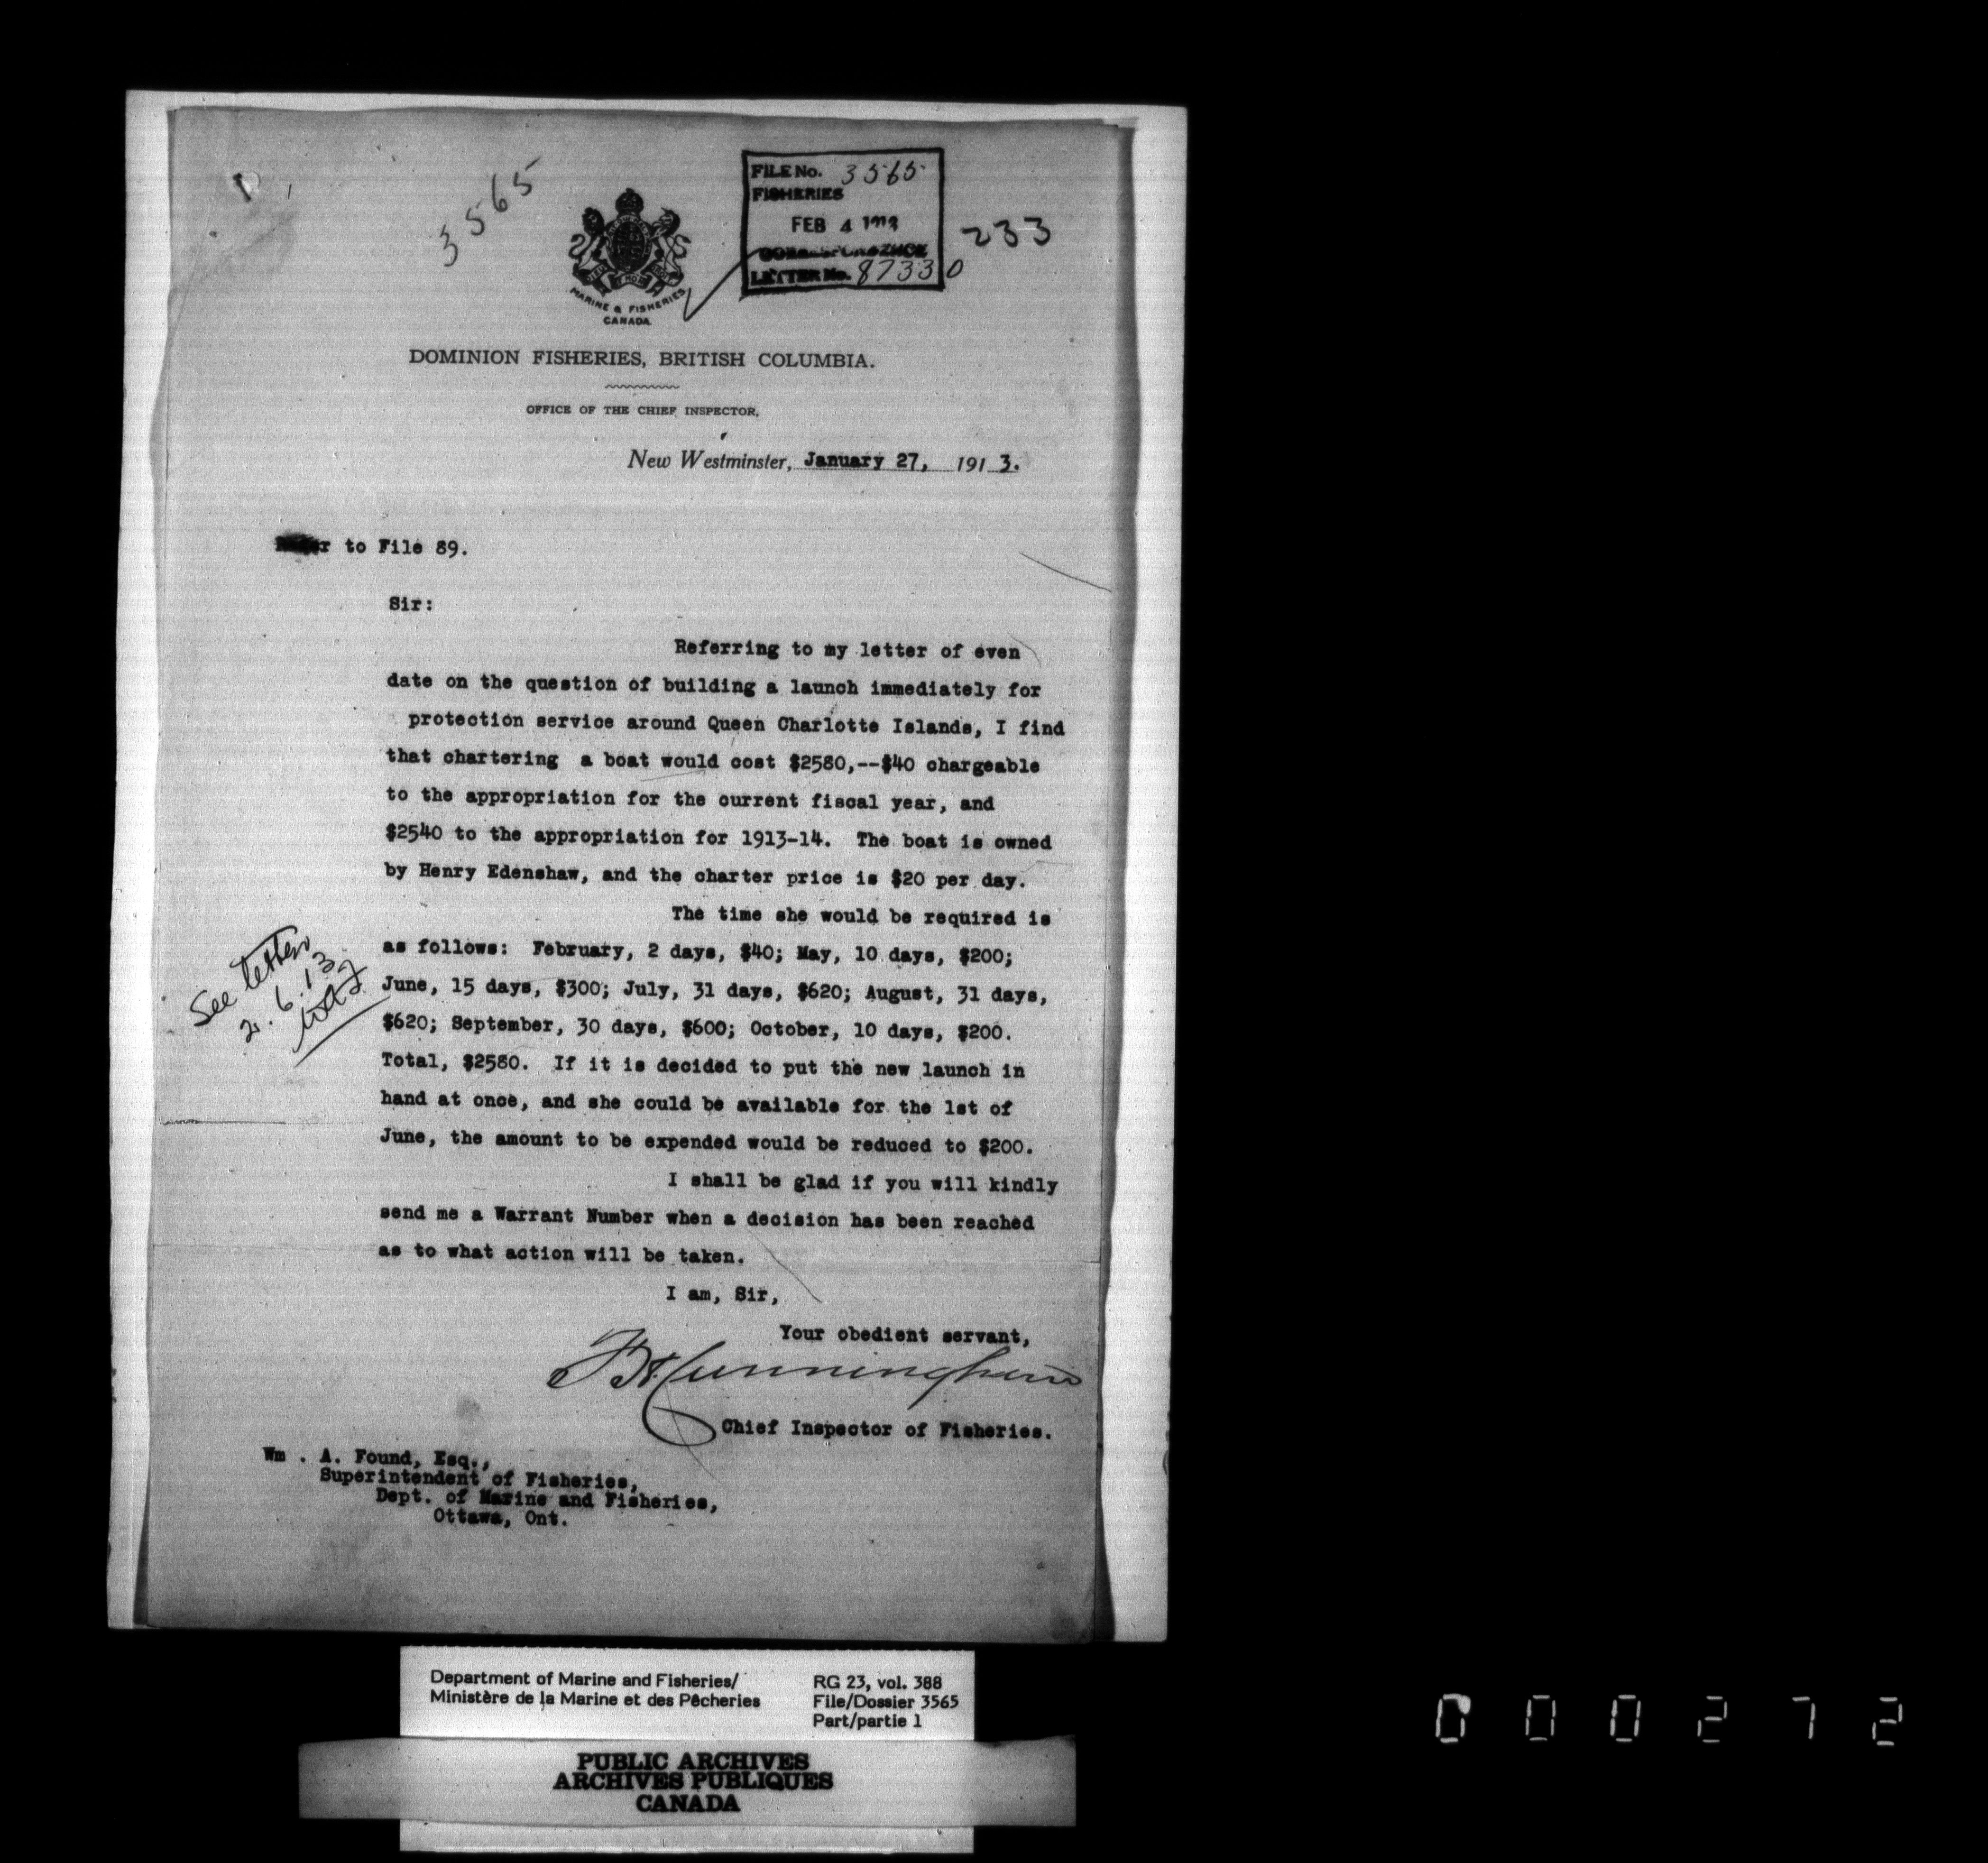 3565
FILE No. 3565
FISHERIES
FEB 4 1913
LETTER No. 87330
233
MARINE & FISHERIES
CANADA
DOMINION FISHERIES, BRITISH COLUMBIA.
OFFICE OF THE CHIEF INSPECTOR.
New Westminster, January 27, 1913.
to File 89.
Sir:
Referring to my letter of even
date on the question of building a launch immediately for
protection service around Queen Charlotte Islands, I find
that chartering a boat would cost $2580,--$40 chargeable
to the appropriation for the current fiscal year, and
$2540 to the appropriation for 1913-14. The boat is owned
by Henry Edenshaw, and the charter price is $20 per day.
The time she would be required is
as follows: February, 2 days, $40; May, 10 days, $200;
June, 15 days, $300; July, 31 days, $620; August, 31 days,
$620; September, 30 days, $600; October, 10 days, $200.
Total, $2580. If it is decided to put the new launch in
hand at once, and she could be available for the 1st of
June, the amount to be expended would be reduced to $200.
See letter
2.6.13
I shall be glad if you will kindly
send me a Warrant Number when a decision has been reached
as to what action will be taken.
I am, Sir,
Your obedient servant,
F.H. Cunningham
Chief Inspector of Fisheries.
Wm . A. Found, Esq.,
Superintendent of Fisheries,
Dept. of Marine and Fisheries,
Ottawa, Ont.
Department of Marine and Fisheries/
Ministère de la Marine et des Pêcheries
RG 23, vol. 388
File/Dossier 3565
Part/partie 1
PUBLIC ARCHIVES
ARCHIVES PUBLIQUES
CANADA
000272